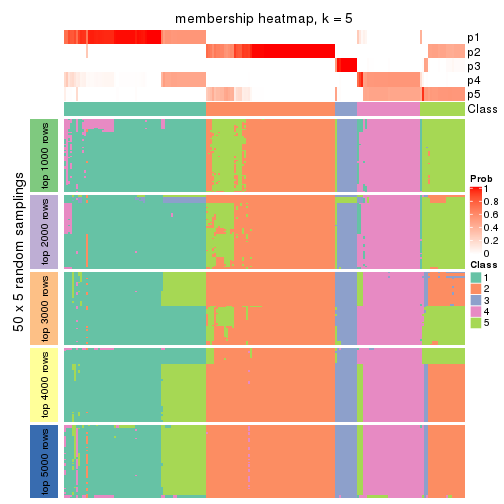 membership heatmap, k = 5
p1
p2
p3
p4
p5
Class
50 x 5 random samplings
top 1000 rows
top 2000 rows
top 3000 rows
top 4000 rows
top 5000 rows
Prob
1
0.8
0.6
0.4
0.2
0
Class
1
2
3
4
5